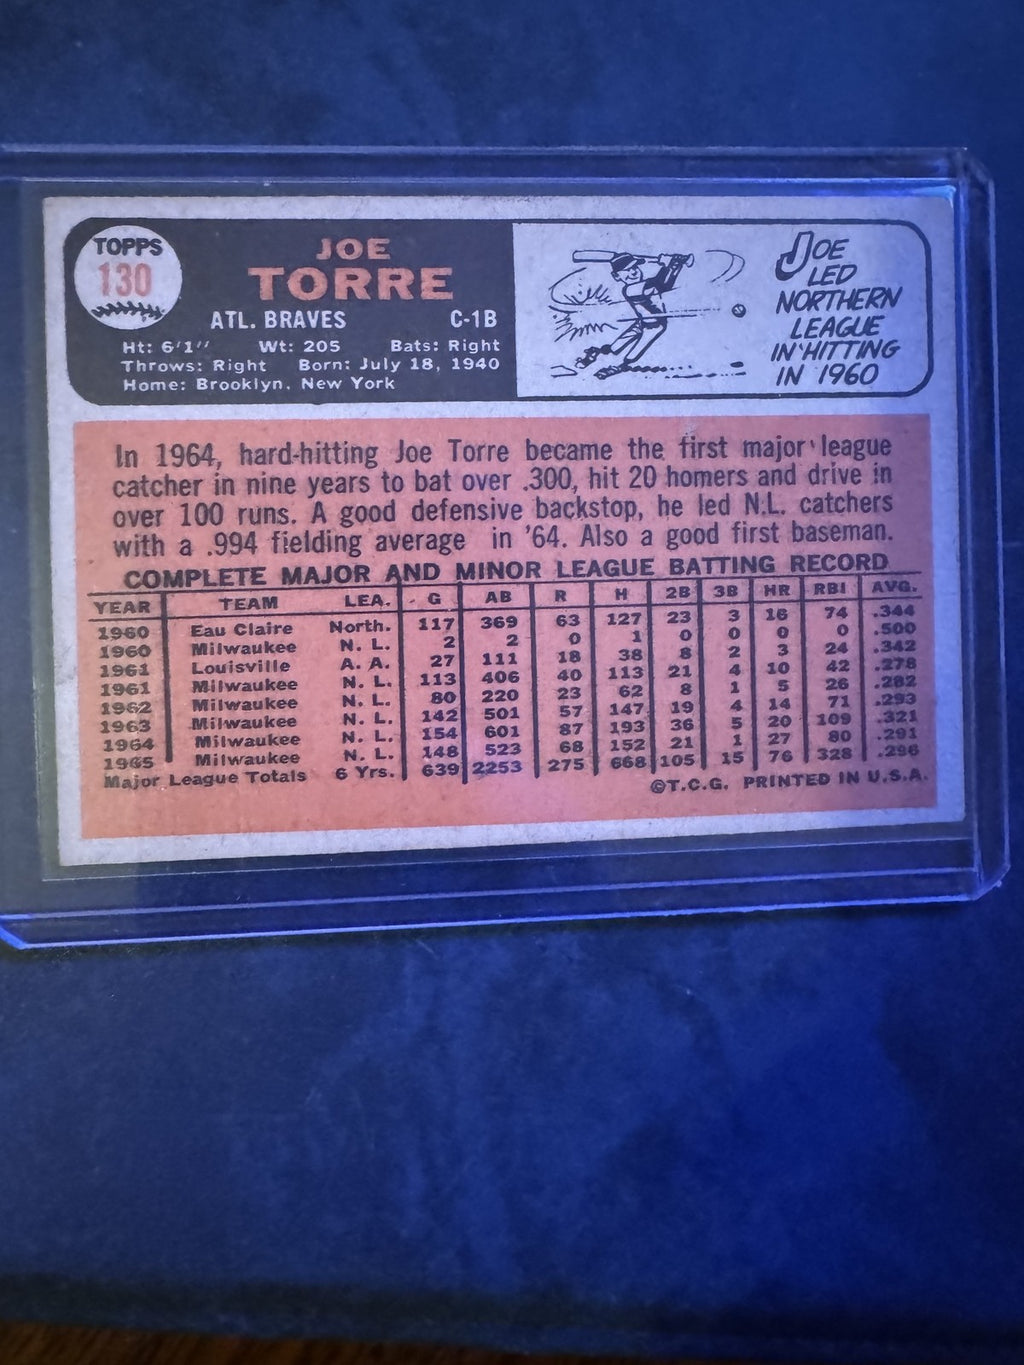 TOPPS
130
JOE
TORRE
ATL. BRAVES C-1B
Ht: 6'1" Wt: 205 Bats: Right
Throws: Right Born: July 18, 1940
Home: Brooklyn, New York
JOE
LED
NORTHERN
LEAGUE
IN HITTING
IN 1960
In 1964, hard-hitting Joe Torre became the first major league
catcher in nine years to bat over .300, hit 20 homers and drive in
over 100 runs. A good defensive backstop, he led N.L. catchers
with a .994 fielding average in '64. Also a good first baseman.
COMPLETE MAJOR AND MINOR LEAGUE BATTING RECORD
YEAR TEAM LEA. G AB R H 2B 3B HR RBI AVG.
1960 Eau Claire North. 117 369 63 127 23 3 16 74 .344
1960 Milwaukee N. L. 2 2 0 1 0 0 0 0 .500
1961 Louisville A. A. 27 111 18 38 8 2 3 24 .342
1961 Milwaukee N. L. 113 406 40 113 21 4 10 42 .278
1962 Milwaukee N. L. 80 220 23 62 8 1 5 26 .282
1963 Milwaukee N. L. 142 501 57 147 19 4 14 71 .293
1964 Milwaukee N. L. 154 601 87 193 36 5 20 109 .321
1965 Milwaukee N. L. 148 523 68 152 21 1 27 80 .291
Major League Totals 6 Yrs. 639 2253 275 668 105 15 76 328 .296
©T.C.G. PRINTED IN U.S.A.